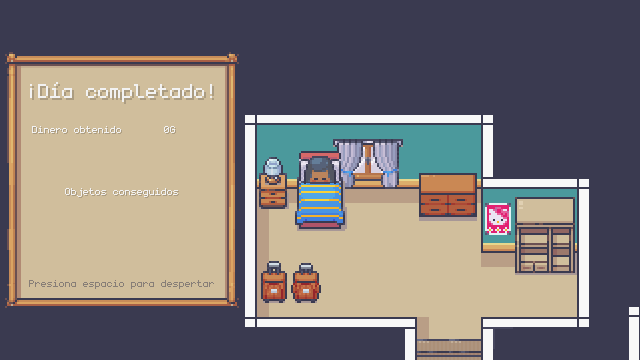 ¡Día completado!
Dinero obtenido 0G
Objetos conseguidos
Presiona espacio para despertar